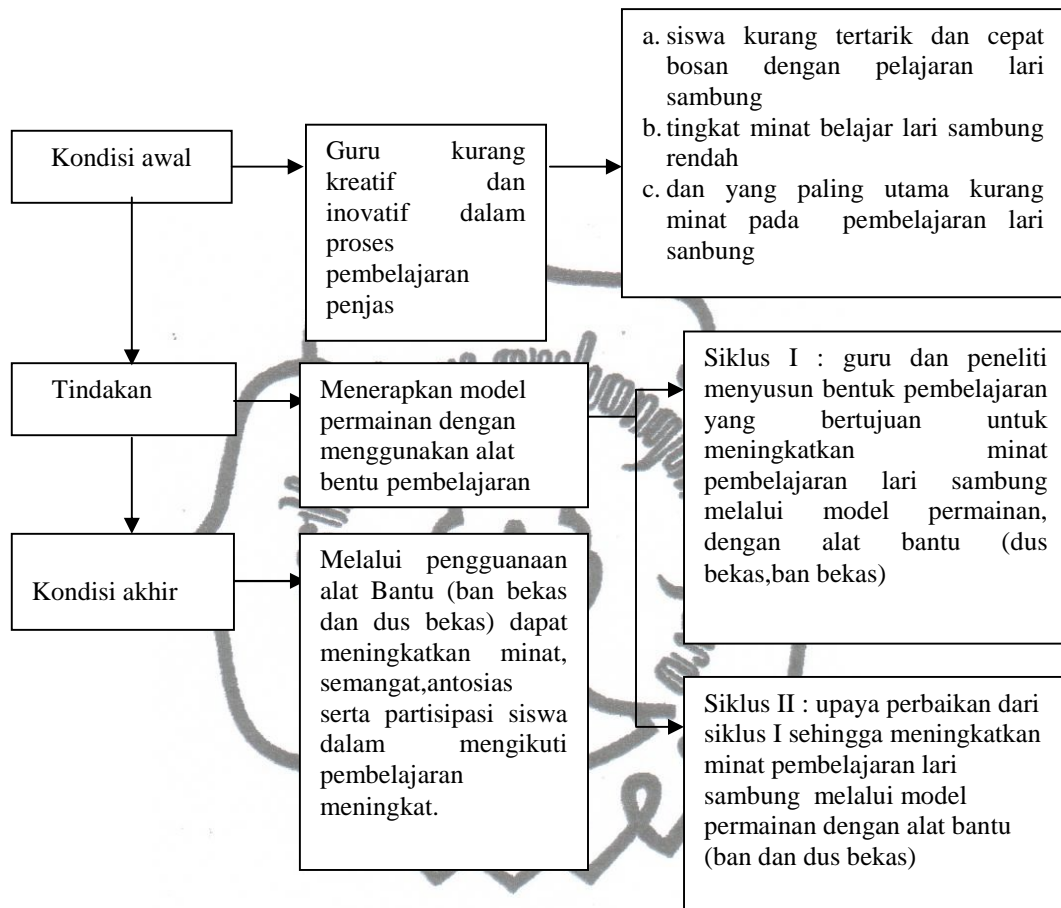 Kondisi awal
Guru kurang
kreatif dan
inovatif dalam
proses
pembelajaran
penjas
a. siswa kurang tertarik dan cepat
bosan dengan pelajaran lari
sambung
b. tingkat minat belajar lari sambung
rendah
c. dan yang paling utama kurang
minat pada pembelajaran lari
sanbung
Tindakan
Menerapkan model
permainan dengan
menggunakan alat
bentu pembelajaran
Siklus I : guru dan peneliti
menyusun bentuk pembelajaran
yang bertujuan untuk
meningkatkan minat
pembelajaran lari sambung
melalui model permainan,
dengan alat bantu (dus
bekas,ban bekas)
Kondisi akhir
Melalui pengguanaan
alat Bantu (ban bekas
dan dus bekas) dapat
meningkatkan minat,
semangat,antosias
serta partisipasi siswa
dalam mengikuti
pembelajaran
meningkat.
Siklus II : upaya perbaikan dari
siklus I sehingga meningkatkan
minat pembelajaran lari
sambung melalui model
permainan dengan alat bantu
(ban dan dus bekas)